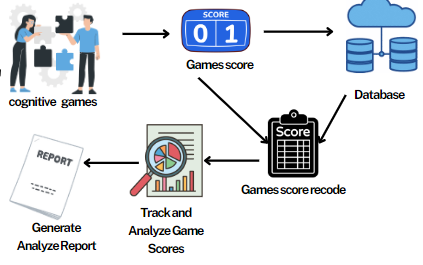 SCORE
0 1
Games score
cognitive games
Database
Score
Games score recode
REPORT
Track and
Analyze Game
Scores
Generate
Analyze Report